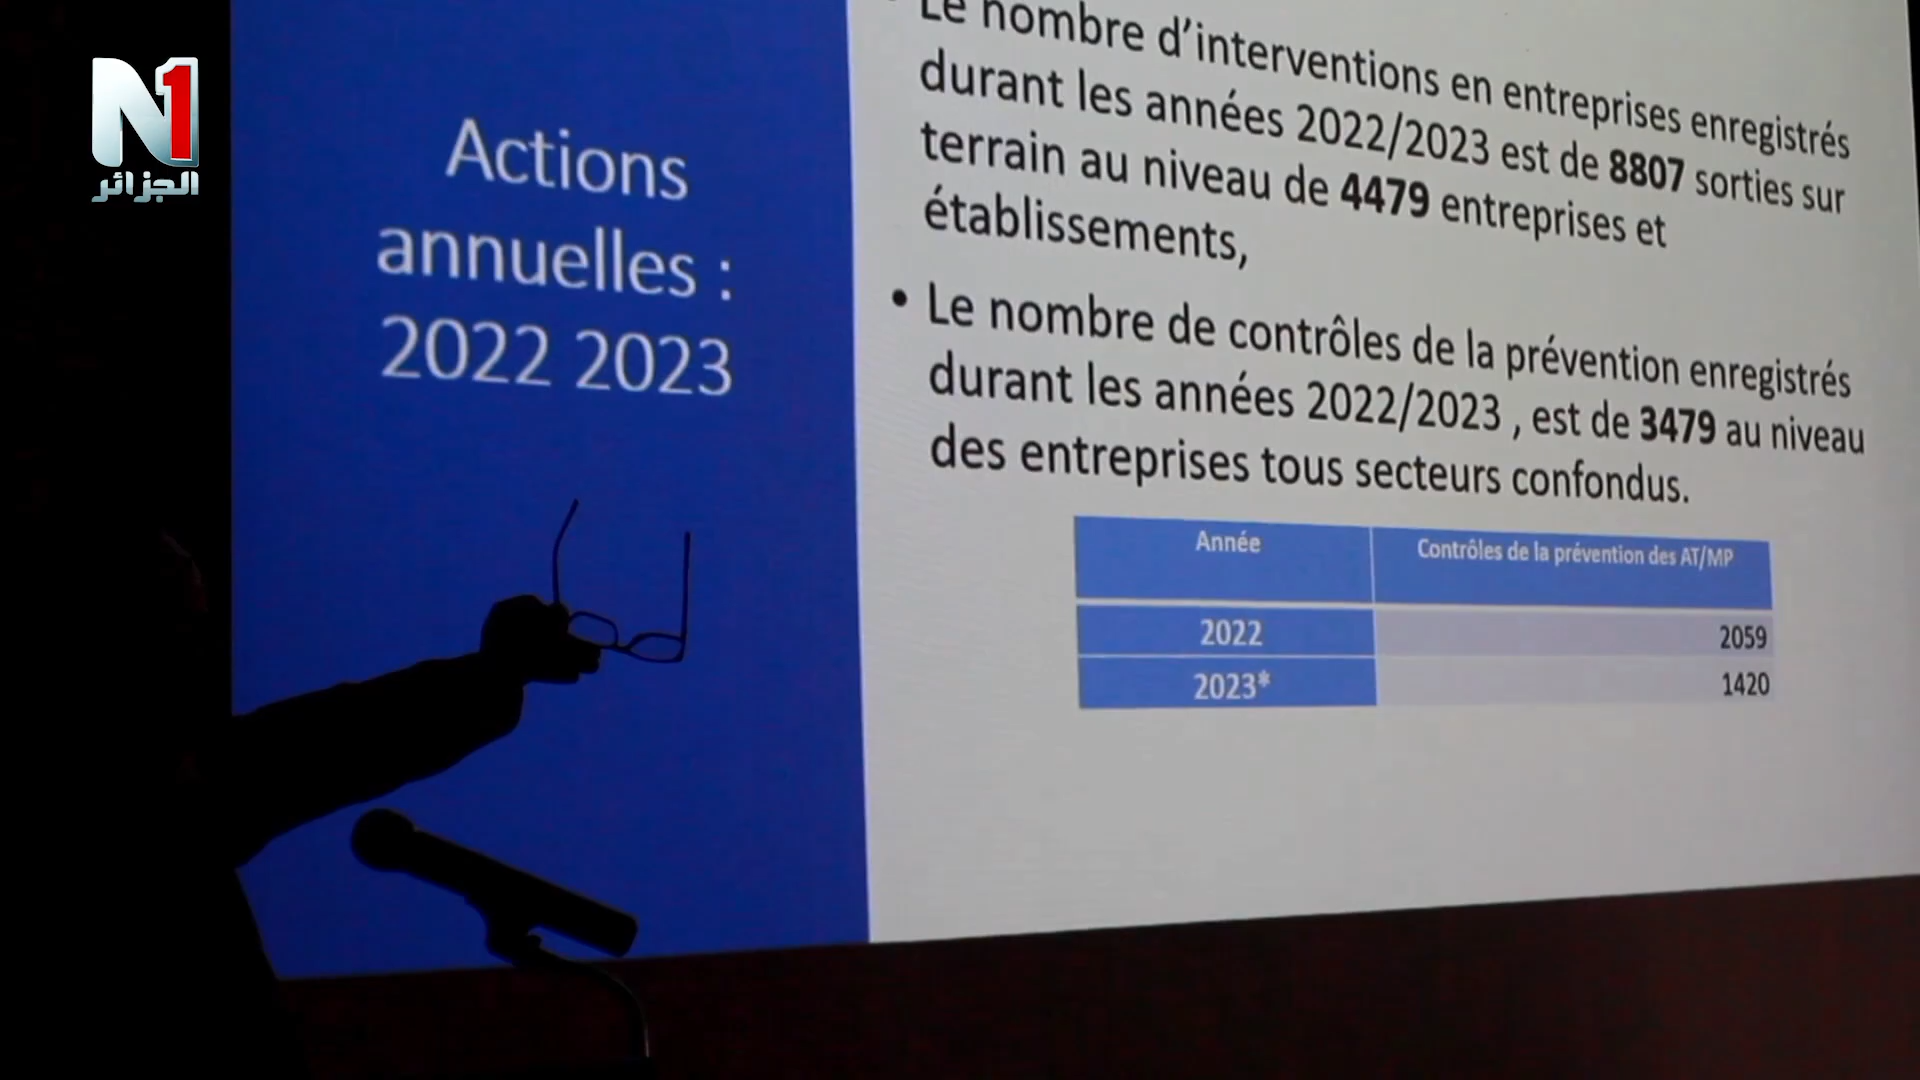 N1
الجزائر
Actions
annuelles :
2022 2023
Le nombre d’interventions en entreprises enregistrés
durant les années 2022/2023 est de 8807 sorties sur
terrain au niveau de 4479 entreprises et
établissements,
• Le nombre de contrôles de la prévention enregistrés
durant les années 2022/2023 , est de 3479 au niveau
des entreprises tous secteurs confondus.
Année Contrôles de la prévention des AT/MP
2022 2059
2023* 1420